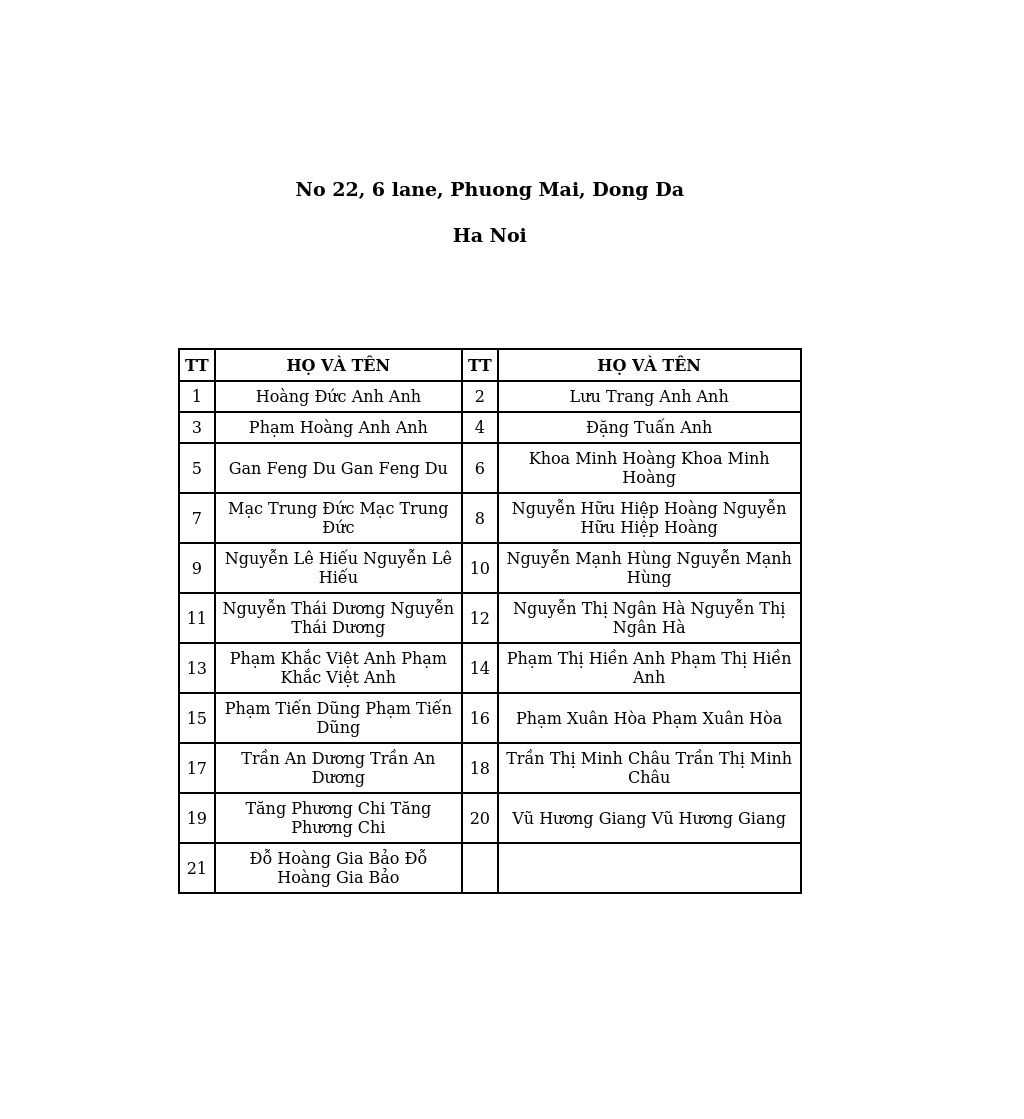 No 22, 6 lane, Phuong Mai, Dong Da
Ha Noi
TT HỌ VÀ TÊN TT HỌ VÀ TÊN
1 Hoàng Đức Anh Anh 2 Lưu Trang Anh Anh
3 Phạm Hoàng Anh Anh 4 Đặng Tuấn Anh
5 Gan Feng Du Gan Feng Du 6 Khoa Minh Hoàng Khoa Minh
Hoàng
7 Mạc Trung Đức Mạc Trung
Đức
8 Nguyễn Hữu Hiệp Hoàng Nguyễn
Hữu Hiệp Hoàng
9 Nguyễn Lê Hiếu Nguyễn Lê
Hiếu
10 Nguyễn Mạnh Hùng Nguyễn Mạnh
Hùng
11 Nguyễn Thái Dương Nguyễn
Thái Dương
12 Nguyễn Thị Ngân Hà Nguyễn Thị
Ngân Hà
13 Phạm Khắc Việt Anh Phạm
Khắc Việt Anh
14 Phạm Thị Hiền Anh Phạm Thị Hiền
Anh
15 Phạm Tiến Dũng Phạm Tiến
Dũng
16 Phạm Xuân Hòa Phạm Xuân Hòa
17 Trần An Dương Trần An
Dương
18 Trần Thị Minh Châu Trần Thị Minh
Châu
19 Tăng Phương Chi Tăng
Phương Chi
20 Vũ Hương Giang Vũ Hương Giang
21 Đỗ Hoàng Gia Bảo Đỗ
Hoàng Gia Bảo